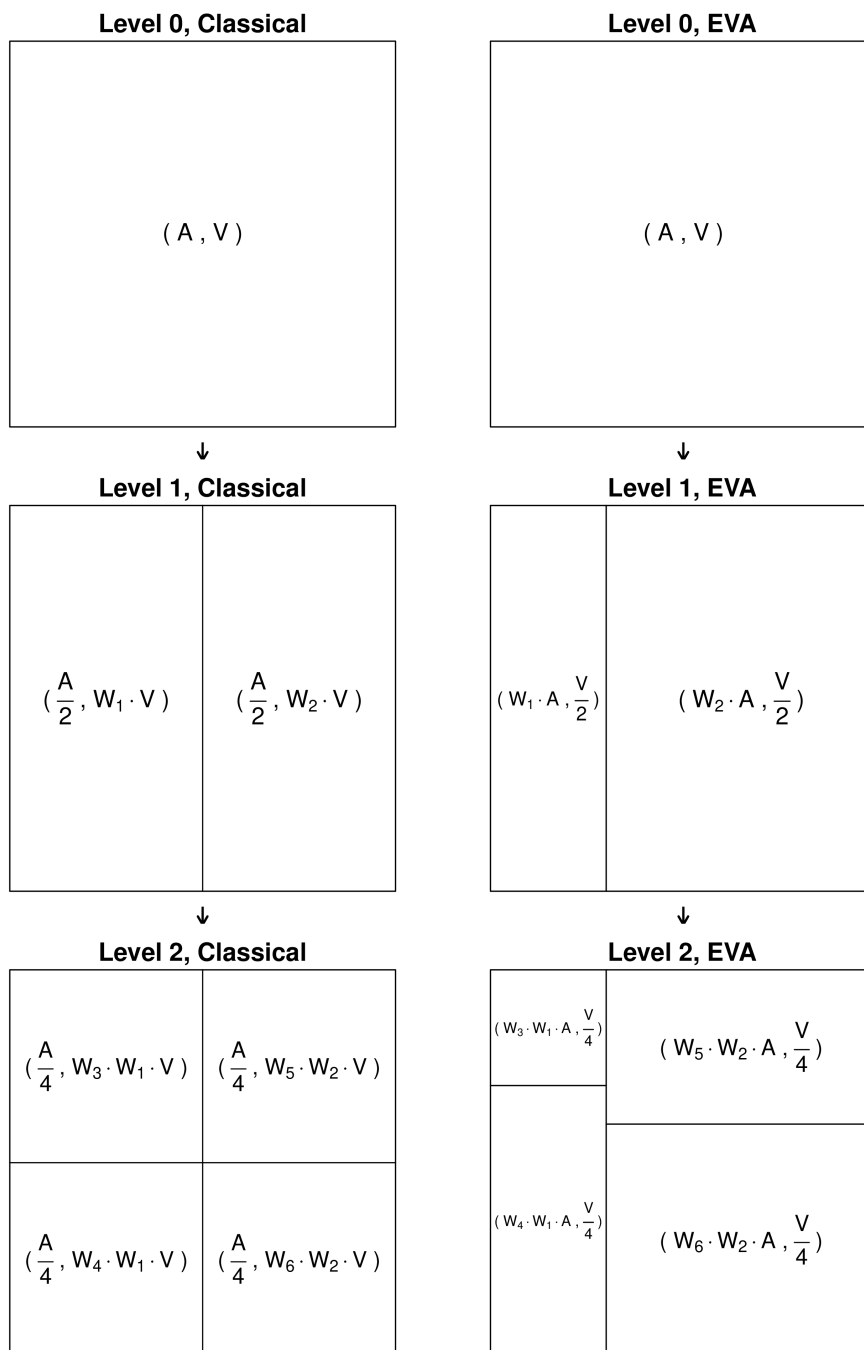 Level 0, Classical
Level 0, EVA
( A , V )
( A , V )
Level 1, Classical
Level 1, EVA
( A/2 , W₁ · V )
( A/2 , W₂ · V )
( W₁ · A , V/2 )
( W₂ · A , V/2 )
Level 2, Classical
Level 2, EVA
( A/4 , W₃ · W₁ · V )
( A/4 , W₅ · W₂ · V )
( W₃ · W₁ · A , V/4 )
( W₅ · W₂ · A , V/4 )
( A/4 , W₄ · W₁ · V )
( A/4 , W₆ · W₂ · V )
( W₄ · W₁ · A , V/4 )
( W₆ · W₂ · A , V/4 )